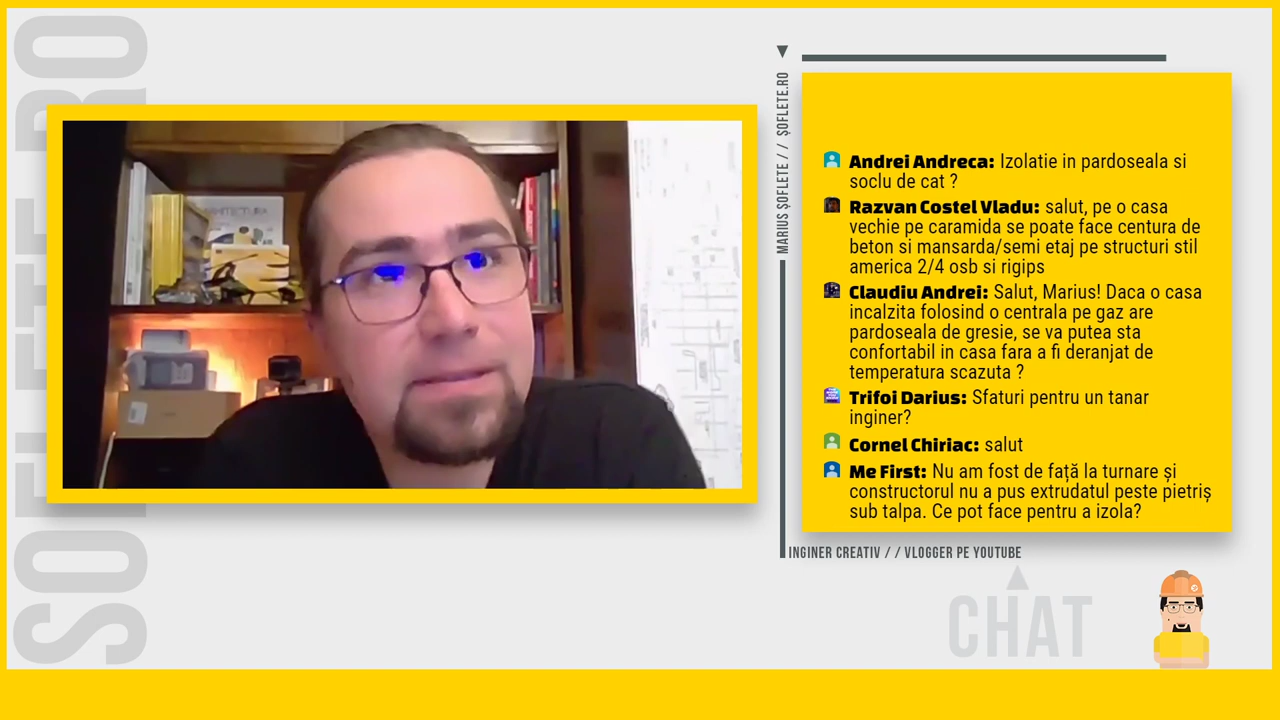 SOFLETE.RO
ARHITECTURA
MARIUS ȘOFLETE / / ȘOFLETE.RO
Andrei Andreca: Izolatie in pardoseala si
soclu de cat ?
Razvan Costel Vladu: salut, pe o casa
vechie pe caramida se poate face centura de
beton si mansarda/semi etaj pe structuri stil
america 2/4 osb si rigips
Claudiu Andrei: Salut, Marius! Daca o casa
incalzita folosind o centrala pe gaz are
pardoseala de gresie, se va putea sta
confortabil in casa fara a fi deranjat de
temperatura scazuta ?
Trifoi Darius: Sfaturi pentru un tanar
inginer?
Cornel Chiriac: salut
Me First: Nu am fost de față la turnare și
constructorul nu a pus extrudatul peste pietriș
sub talpa. Ce pot face pentru a izola?
INGINER CREATIV / / VLOGGER PE YOUTUBE
CHAT